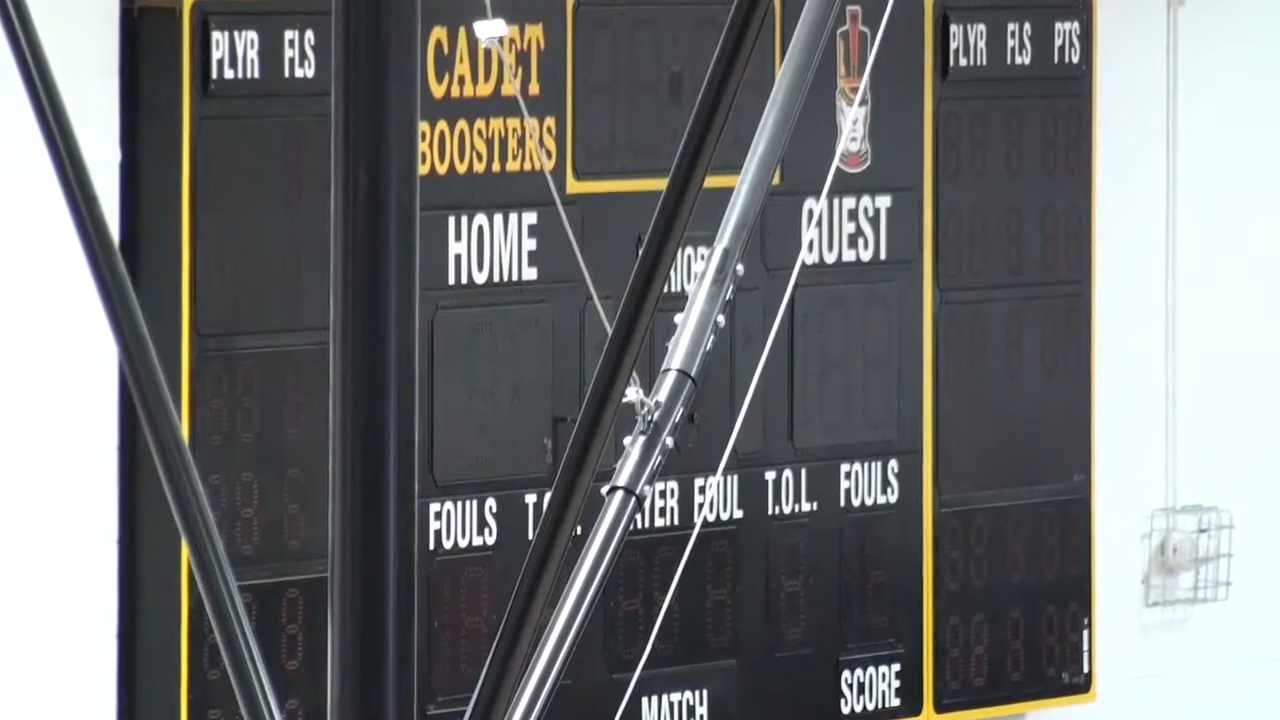 PLYR FLS
CADET
BOOSTERS
PLYR FLS PTS
HOME
GUEST
FOULS
FOUL T.O.L. FOULS
MATCH
SCORE